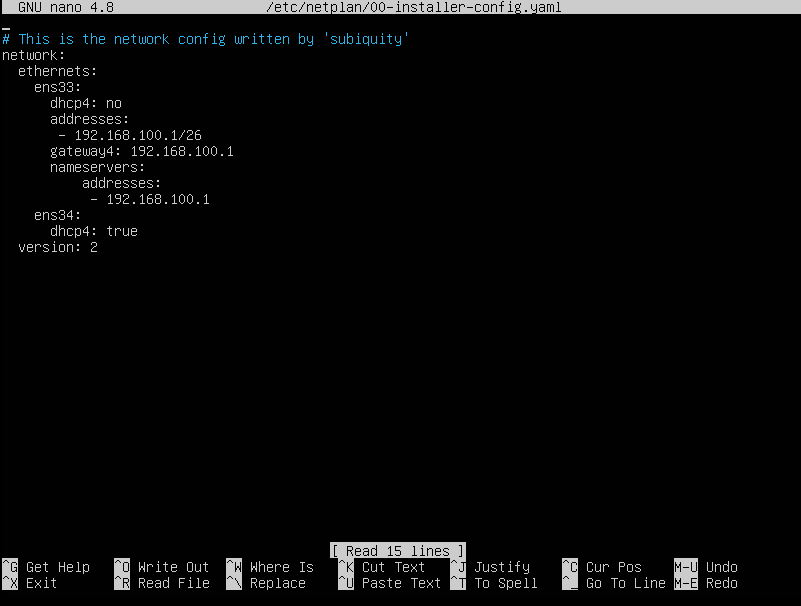 GNU nano 4.8 /etc/netplan/00-installer-config.yaml
# This is the network config written by 'subiquity'
network:
  ethernets:
    ens33:
      dhcp4: no
      addresses:
       - 192.168.100.1/26
      gateway4: 192.168.100.1
      nameservers:
          addresses:
           - 192.168.100.1
    ens34:
      dhcp4: true
  version: 2
[ Read 15 lines ]
^G Get Help ^O Write Out ^W Where Is ^K Cut Text ^J Justify ^C Cur Pos M-U Undo
^X Exit ^R Read File ^\ Replace ^U Paste Text ^T To Spell ^_ Go To Line M-E Redo